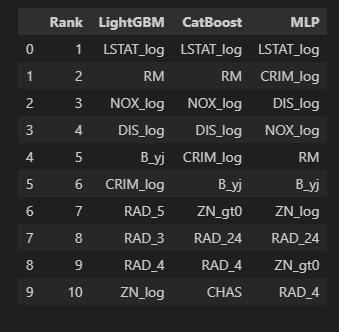 Rank LightGBM CatBoost MLP
0 1 LSTAT_log LSTAT_log LSTAT_log
1 2 RM RM CRIM_log
2 3 NOX_log NOX_log DIS_log
3 4 DIS_log DIS_log NOX_log
4 5 B_yj CRIM_log RM
5 6 CRIM_log B_yj B_yj
6 7 RAD_5 ZN_gt0 ZN_log
7 8 RAD_3 RAD_24 RAD_24
8 9 RAD_4 RAD_4 ZN_gt0
9 10 ZN_log CHAS RAD_4